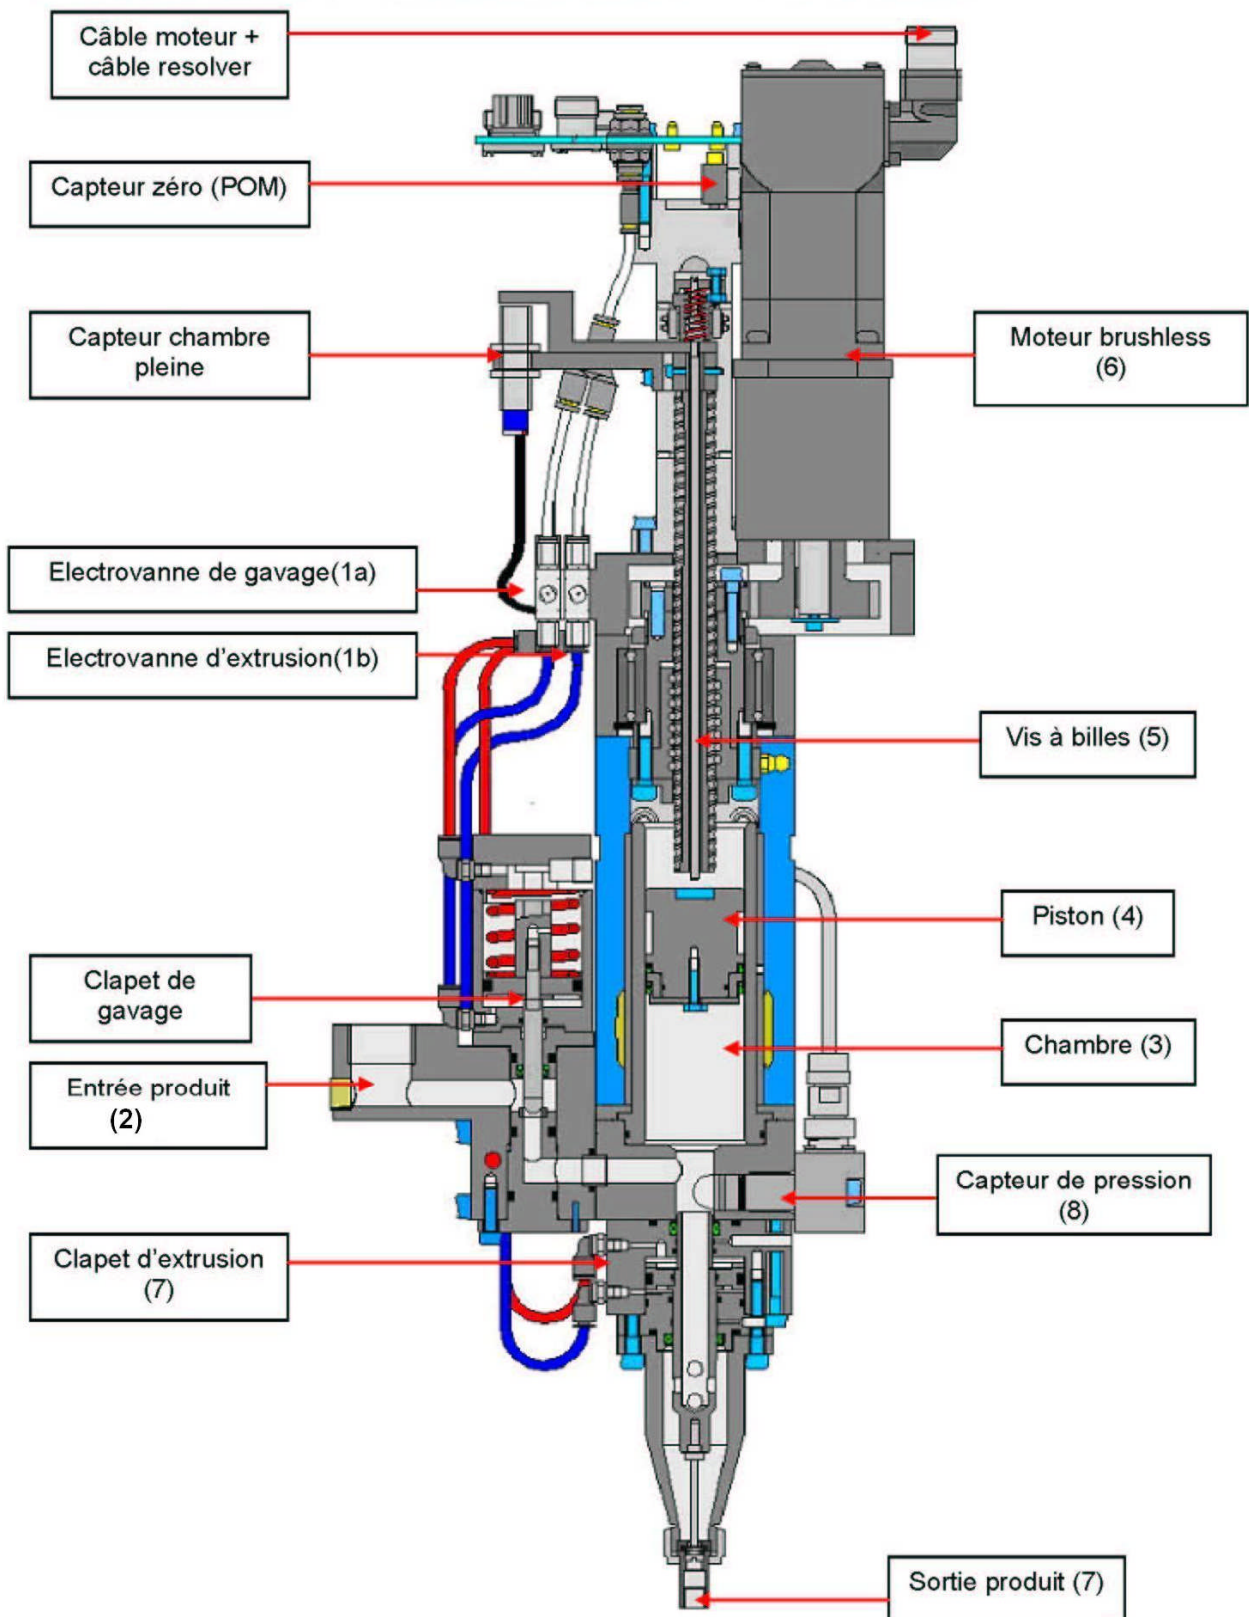 Câble moteur +
câble resolver
Capteur zéro (POM)
Capteur chambre
pleine
Moteur brushless
(6)
Electrovanne de gavage(1a)
Electrovanne d'extrusion(1b)
Vis à billes (5)
Piston (4)
Clapet de
gavage
Chambre (3)
Entrée produit
(2)
Capteur de pression
(8)
Clapet d'extrusion
(7)
Sortie produit (7)